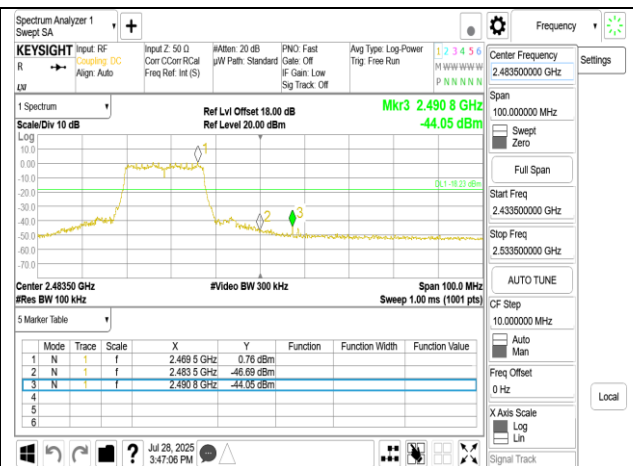 Spectrum Analyzer 1
Swept SA
Frequency
KEYSIGHT
R
Input: RF
Coupling: DC
Align: Auto
Input Z: 50 Ω
Corr CCorr RCal
Freq Ref: Int (S)
#Atten: 20 dB
µW Path: Standard
PNO: Fast
Gate: Off
IF Gain: Low
Sig Track: Off
Avg Type: Log-Power
Trig: Free Run
1 2 3 4 5 6
M W W W W W
P N N N N N
LXI
1 Spectrum
Scale/Div 10 dB
Ref Lvl Offset 18.00 dB
Ref Level 20.00 dBm
Mkr3 2.490 8 GHz
-44.05 dBm
Log
10.0
0.00
-10.0
-20.0
-30.0
-40.0
-50.0
-60.0
-70.0
1
2
3
DL1 -19.23 dBm
Center 2.48350 GHz
#Res BW 100 kHz
#Video BW 300 kHz
Span 100.0 MHz
Sweep 1.00 ms (1001 pts)
5 Marker Table
Mode Trace Scale X Y Function Function Width Function Value
1 N 1 f 2.469 5 GHz 0.76 dBm
2 N 1 f 2.483 5 GHz -46.69 dBm
3 N 1 f 2.490 8 GHz -44.05 dBm
4
5
6
Jul 28, 2025
3:47:06 PM
Center Frequency
2.483500000 GHz
Settings
Span
100.000000 MHz
Swept
Zero
Full Span
Start Freq
2.433500000 GHz
Stop Freq
2.533500000 GHz
AUTO TUNE
CF Step
10.000000 MHz
Auto
Man
Freq Offset
0 Hz
Local
X Axis Scale
Log
Lin
Signal Track